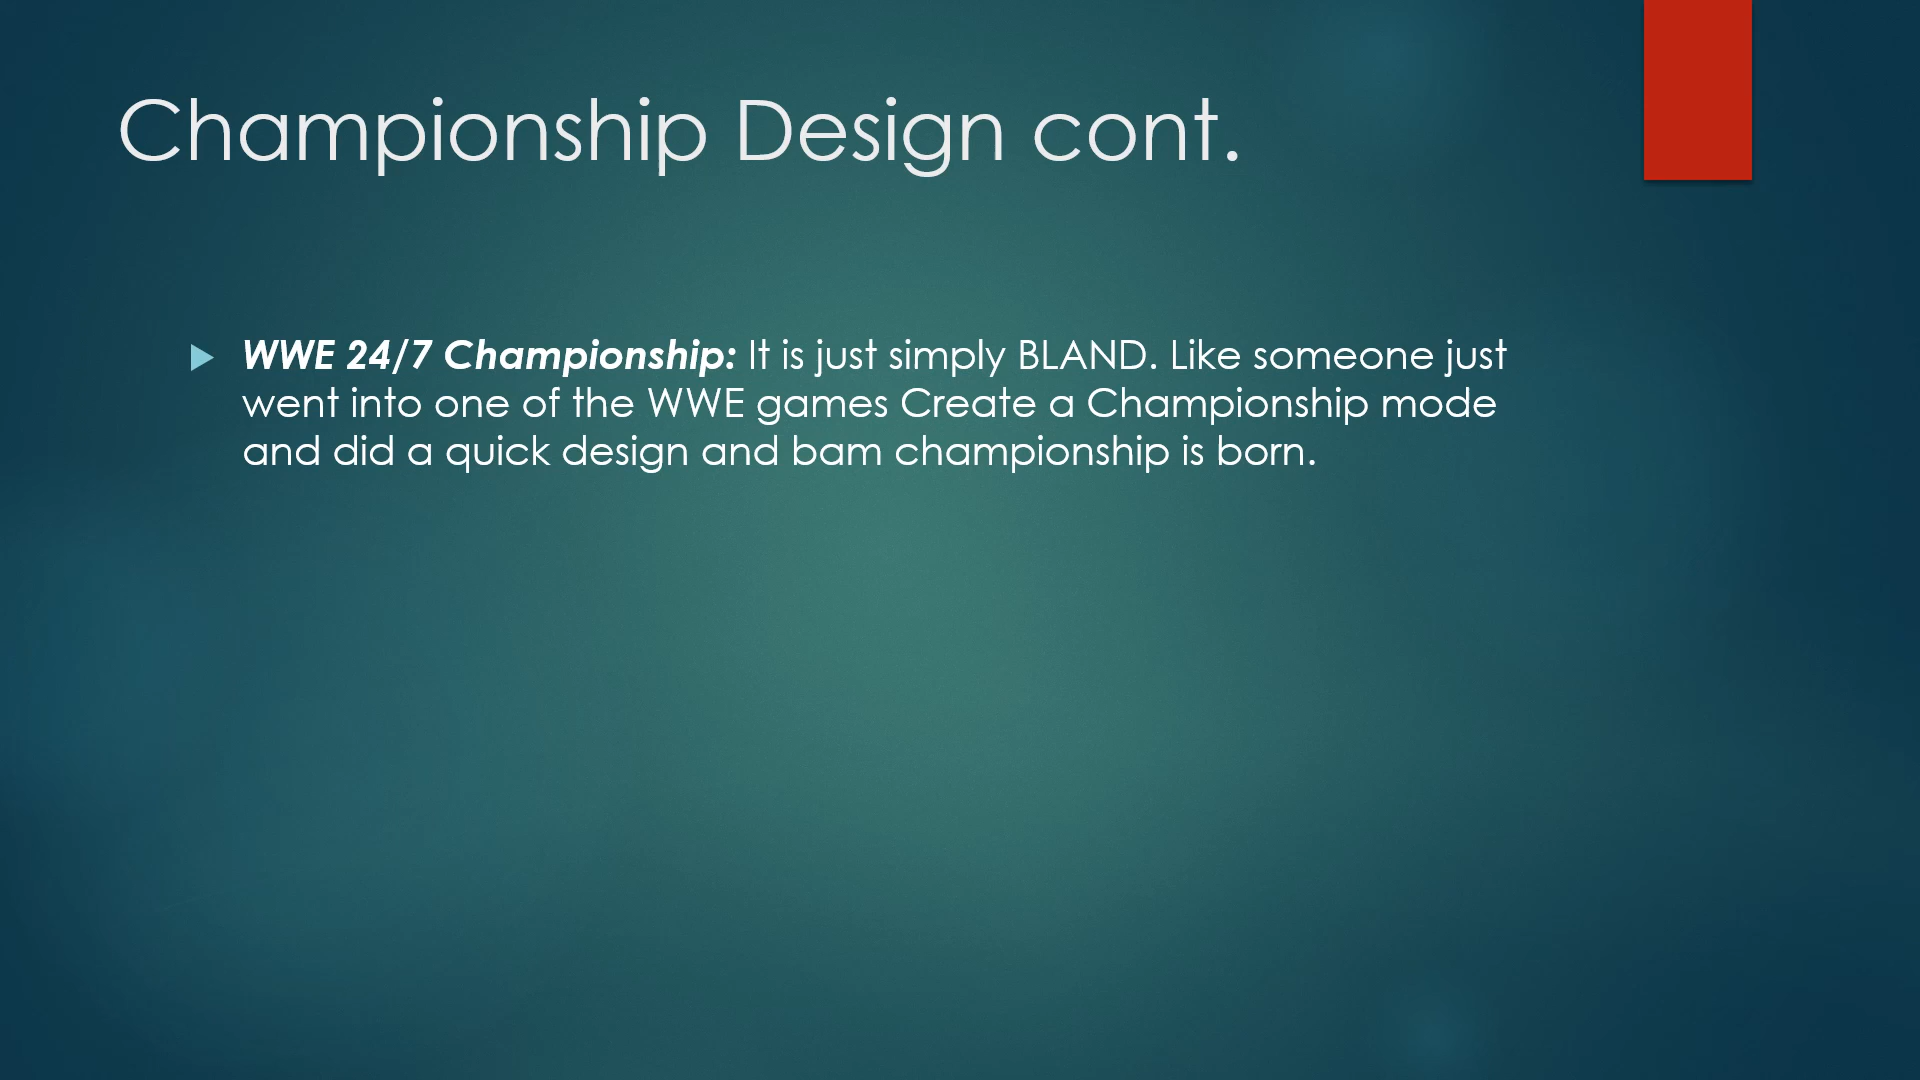 Championship Design cont.
WWE 24/7 Championship: It is just simply BLAND. Like someone just
went into one of the WWE games Create a Championship mode
and did a quick design and bam championship is born.